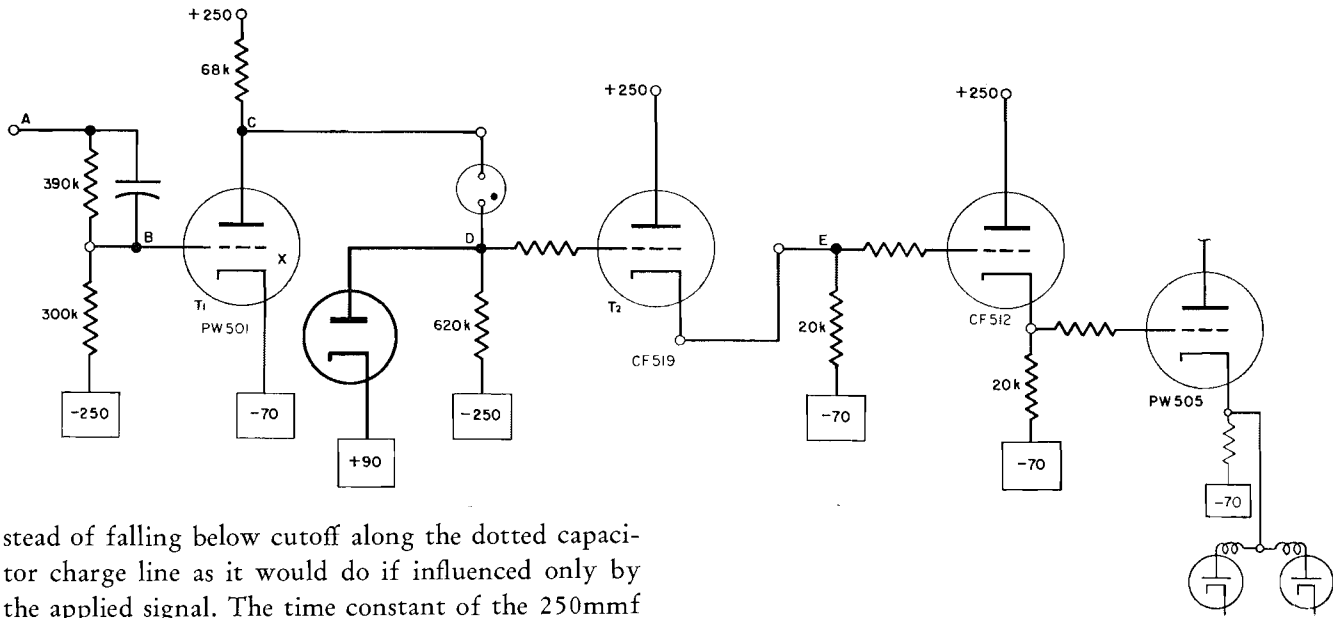 +250
68k
A
C
390k
B
X
T1
PW501
300k
-250
-70
D
620k
+90
-250
+250
T2
CF519
E
20k
-70
+250
CF512
20k
-70
PW505
-70
stead of falling below cutoff along the dotted capaci-
tor charge line as it would do if influenced only by
the applied signal. The time constant of the 250mmf